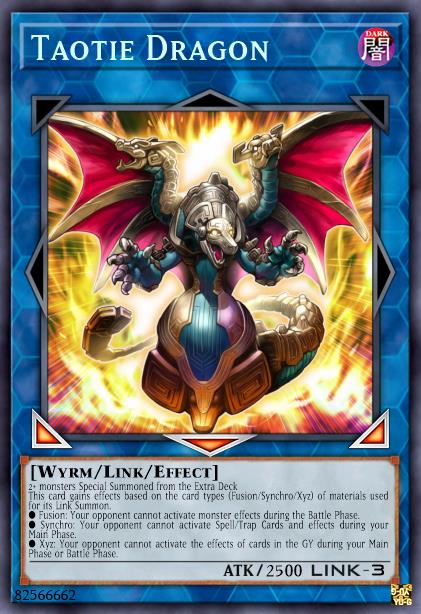 TAOTIE DRAGON
DARK
闇
[WYRM/LINK/EFFECT]
2+ monsters Special Summoned from the Extra Deck
This card gains effects based on the card types (Fusion/Synchro/Xyz) of materials used
for its Link Summon.
● Fusion: Your opponent cannot activate monster effects during the Battle Phase.
● Synchro: Your opponent cannot activate Spell/Trap Cards and effects during your
Main Phase.
● Xyz: Your opponent cannot activate the effects of cards in the GY during your Main
Phase or Battle Phase.
ATK/2500 LINK-3
82566662